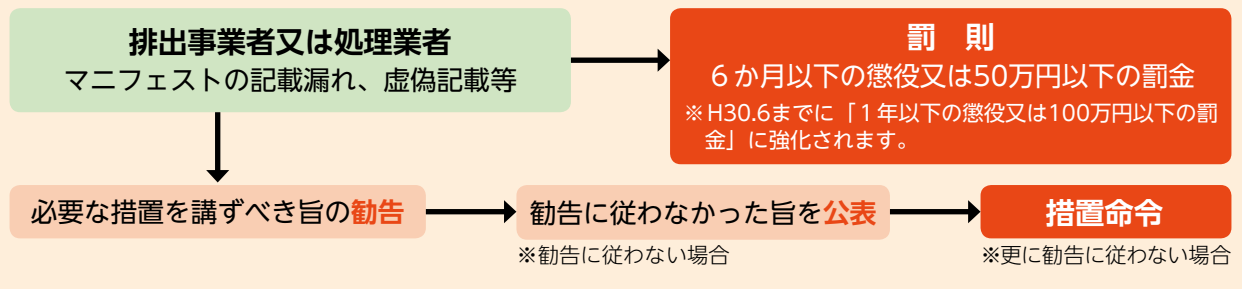 排出事業者又は処理業者
マニフェストの記載漏れ、虚偽記載等
罰　則
６か月以下の懲役又は50万円以下の罰金
※H30.6までに「１年以下の懲役又は100万円以下の罰
金」に強化されます。
必要な措置を講ずべき旨の勧告
勧告に従わなかった旨を公表
※勧告に従わない場合
措置命令
※更に勧告に従わない場合